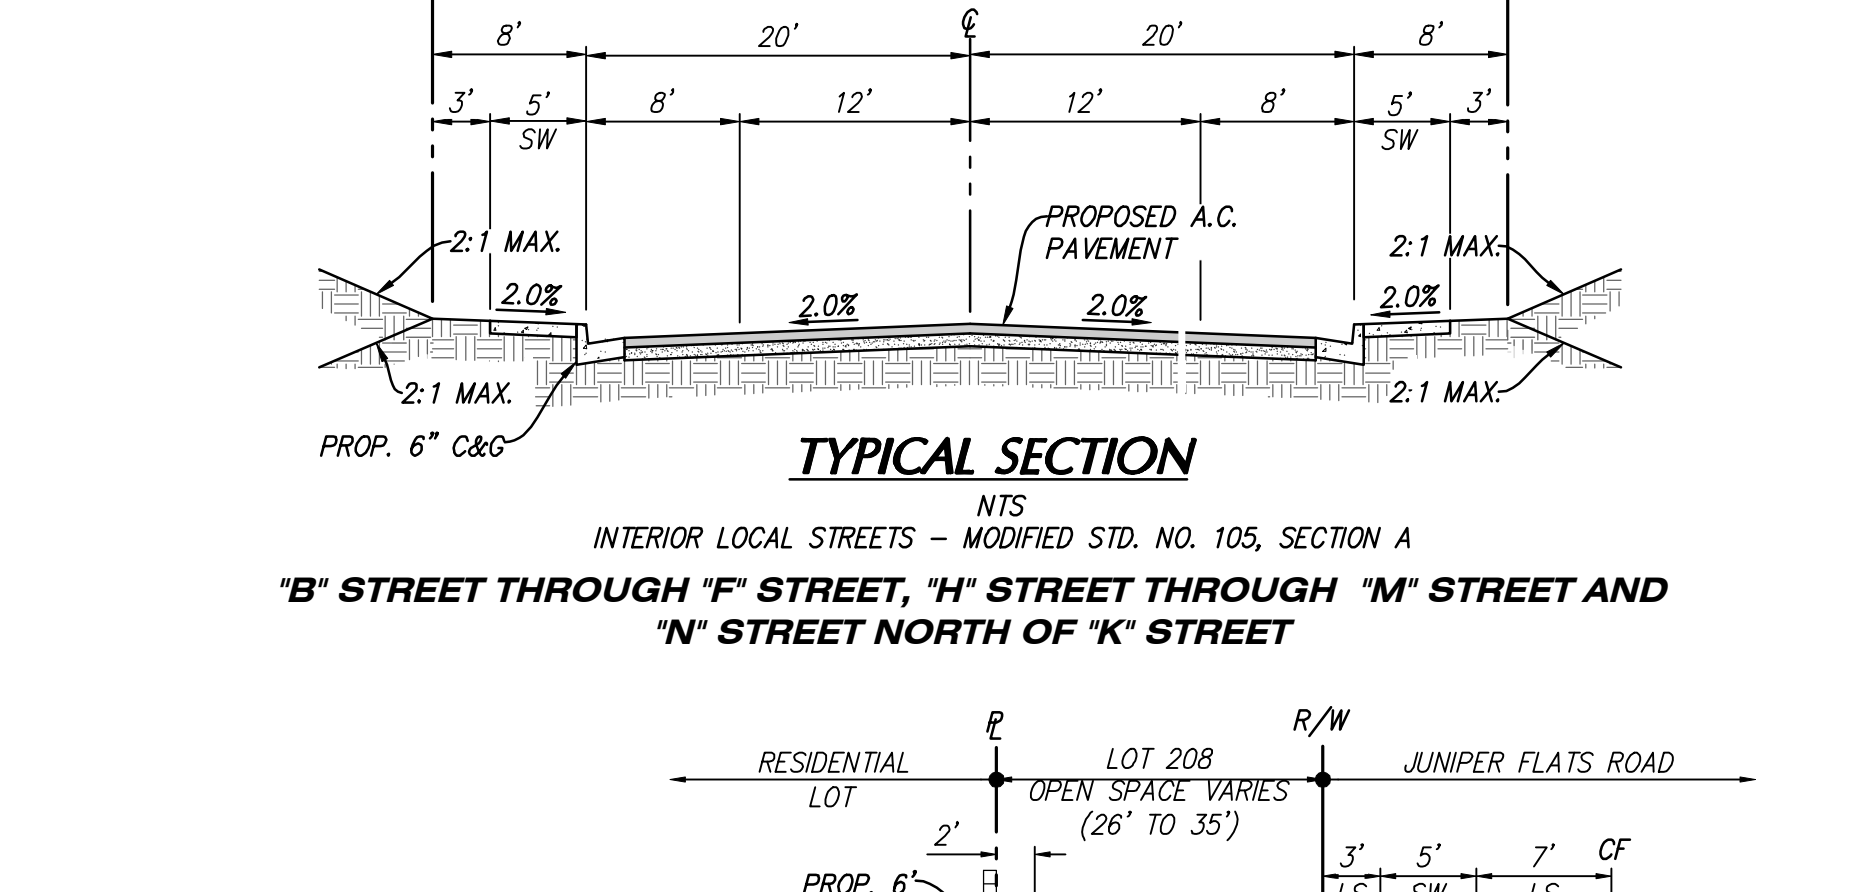 ℄
8' 20' 20' 8'
3' 5' 8' 12' 12' 8' 5' 3'
SW SW
PROPOSED A.C.
PAVEMENT
2:1 MAX.
2:1 MAX.
2.0% 2.0% 2.0% 2.0%
2:1 MAX.
2:1 MAX.
PROP. 6" C&G
TYPICAL SECTION
NTS
INTERIOR LOCAL STREETS – MODIFIED STD. NO. 105, SECTION A
"B" STREET THROUGH "F" STREET, "H" STREET THROUGH "M" STREET AND
"N" STREET NORTH OF "K" STREET
PL R/W
RESIDENTIAL LOT 208 JUNIPER FLATS ROAD
LOT OPEN SPACE VARIES
(26' TO 35')
2' 3' 5' 7' CF
PROP. 6' LS SW LS